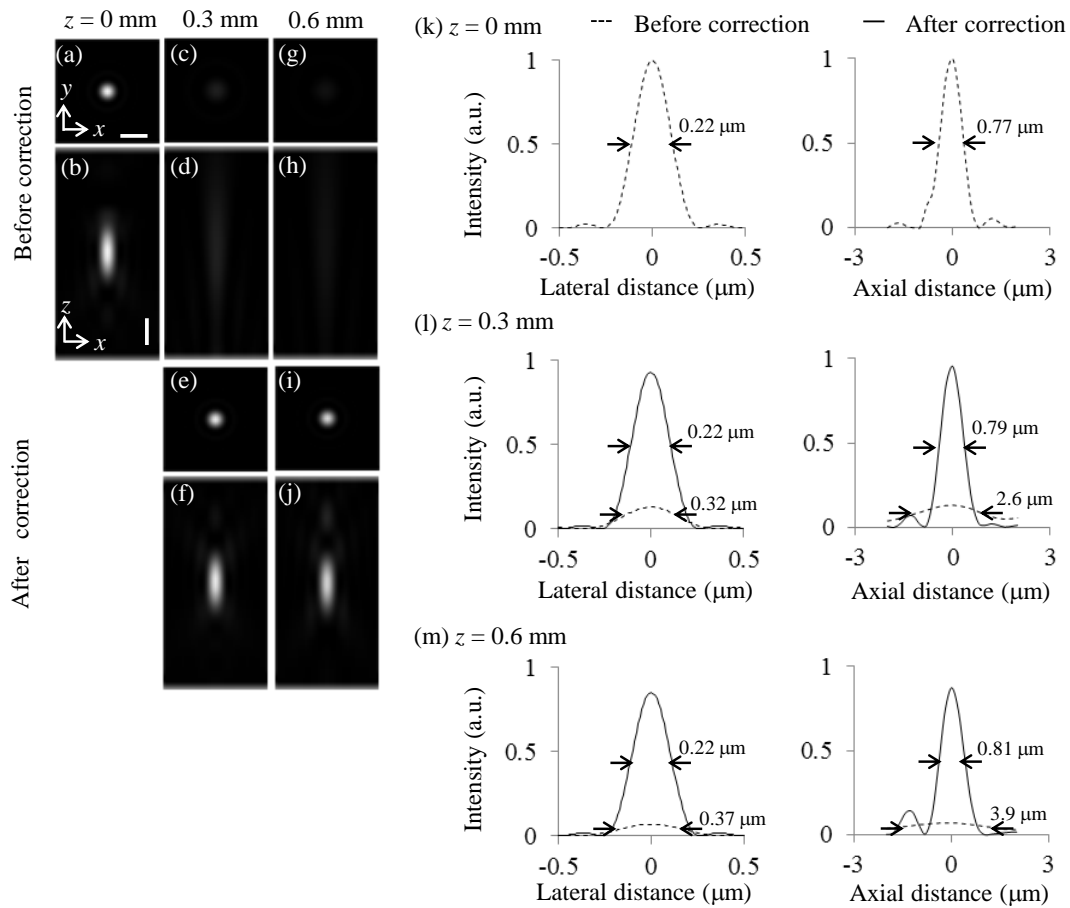 z = 0 mm 0.3 mm 0.6 mm
Before correction
(a) (c) (g)
y
x
(b) (d) (h)
z
x
After correction
(e) (i)
(f) (j)
(k) z = 0 mm Before correction After correction
Intensity (a.u.)
1
0.5
0
0.22 μm
-0.5 0 0.5
Lateral distance (μm)
1
0.5
0
0.77 μm
-3 0 3
Axial distance (μm)
(l) z = 0.3 mm
Intensity (a.u.)
1
0.5
0
0.22 μm
0.32 μm
-0.5 0 0.5
Lateral distance (μm)
1
0.5
0
0.79 μm
2.6 μm
-3 0 3
Axial distance (μm)
(m) z = 0.6 mm
Intensity (a.u.)
1
0.5
0
0.22 μm
0.37 μm
-0.5 0 0.5
Lateral distance (μm)
1
0.5
0
0.81 μm
3.9 μm
-3 0 3
Axial distance (μm)